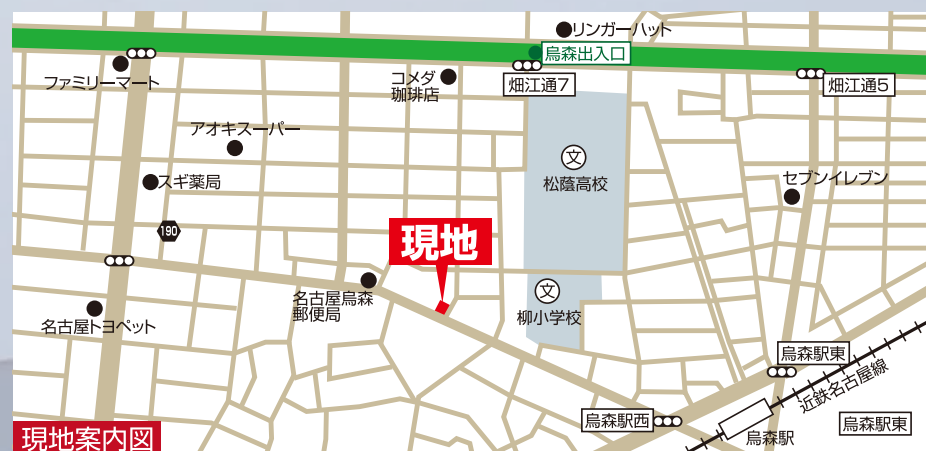 リンガーハット
烏森出入口
ファミリーマート
コメダ
珈琲店
畑江通7
畑江通5
アオキスーパー
文
松蔭高校
スギ薬局
セブンイレブン
190
現地
名古屋烏森
郵便局
文
柳小学校
名古屋トヨペット
烏森駅東
近鉄名古屋線
烏森駅西
烏森駅
烏森駅東
現地案内図